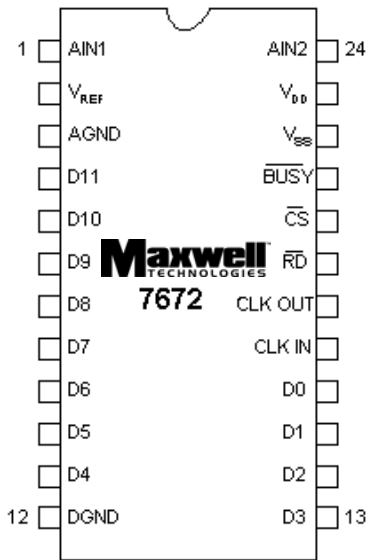 1 AIN1 AIN2 24
VREF VDD
AGND VSS
D11 BUSY
D10 CS
D9 Maxwell RD
TECHNOLOGIES
D8 7672 CLK OUT
D7 CLK IN
D6 D0
D5 D1
D4 D2
12 DGND D3 13